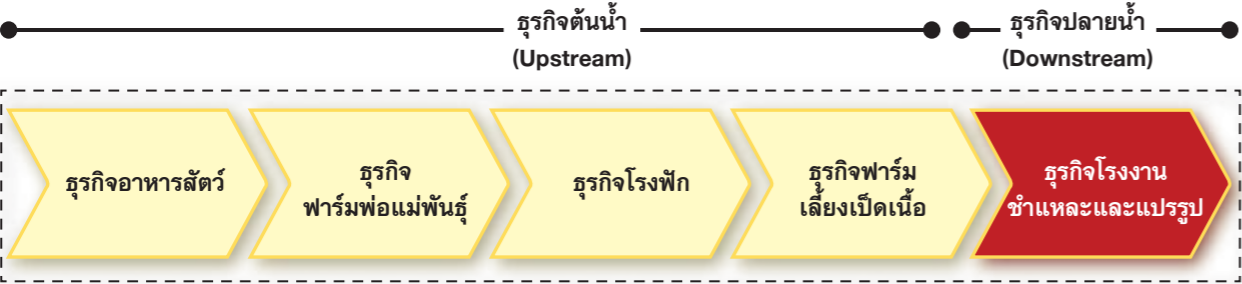 ธุรกิจต้นน้ำ
(Upstream)
ธุรกิจปลายน้ำ
(Downstream)
ธุรกิจอาหารสัตว์
ธุรกิจ
ฟาร์มพ่อแม่พันธุ์
ธุรกิจโรงฟัก
ธุรกิจฟาร์ม
เลี้ยงเป็ดเนื้อ
ธุรกิจโรงงาน
ชำแหละและแปรรูป